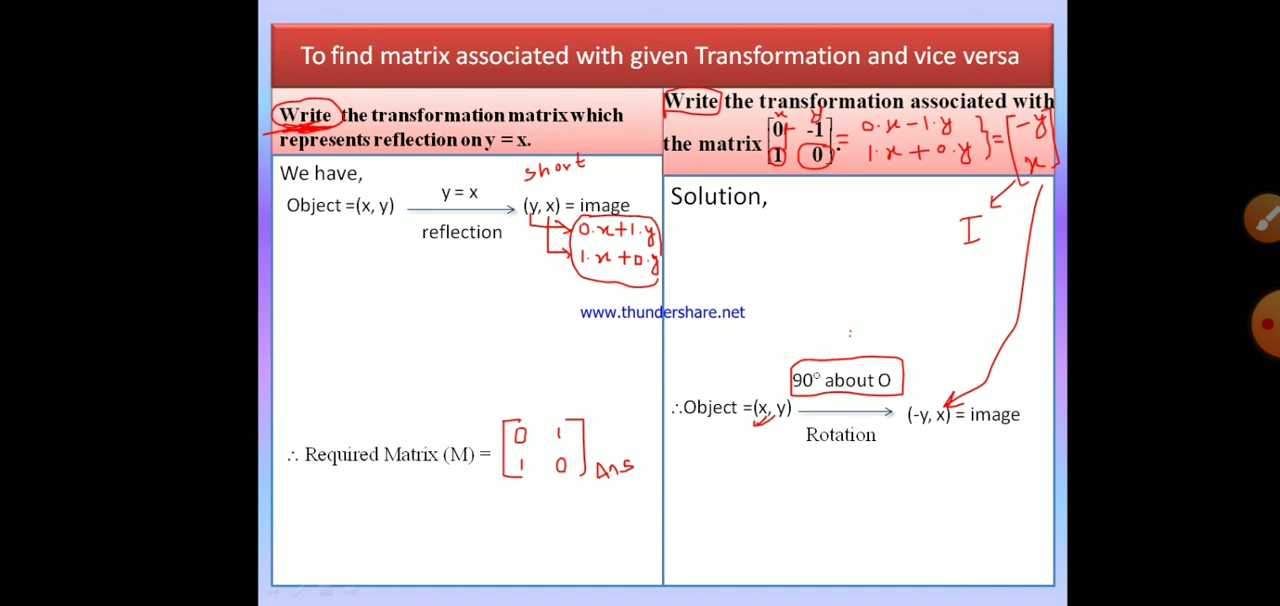 To find matrix associated with given Transformation and vice versa
Write the transformation matrix which
represents reflection on y = x.
We have,
short
y = x
Object =(x, y) (y, x) = image
reflection
0.x+1.y
1.x+0.y
∴ Required Matrix (M) =
0 1
1 0
Ans
Write the transformation associated with
x y
the matrix [0 -1 = 0.x-1.y } = [-y
1 0]. 1.x+0.y x]
Solution,
I
www.thundershare.net
90° about O
∴Object =(x, y) (-y, x) = image
Rotation